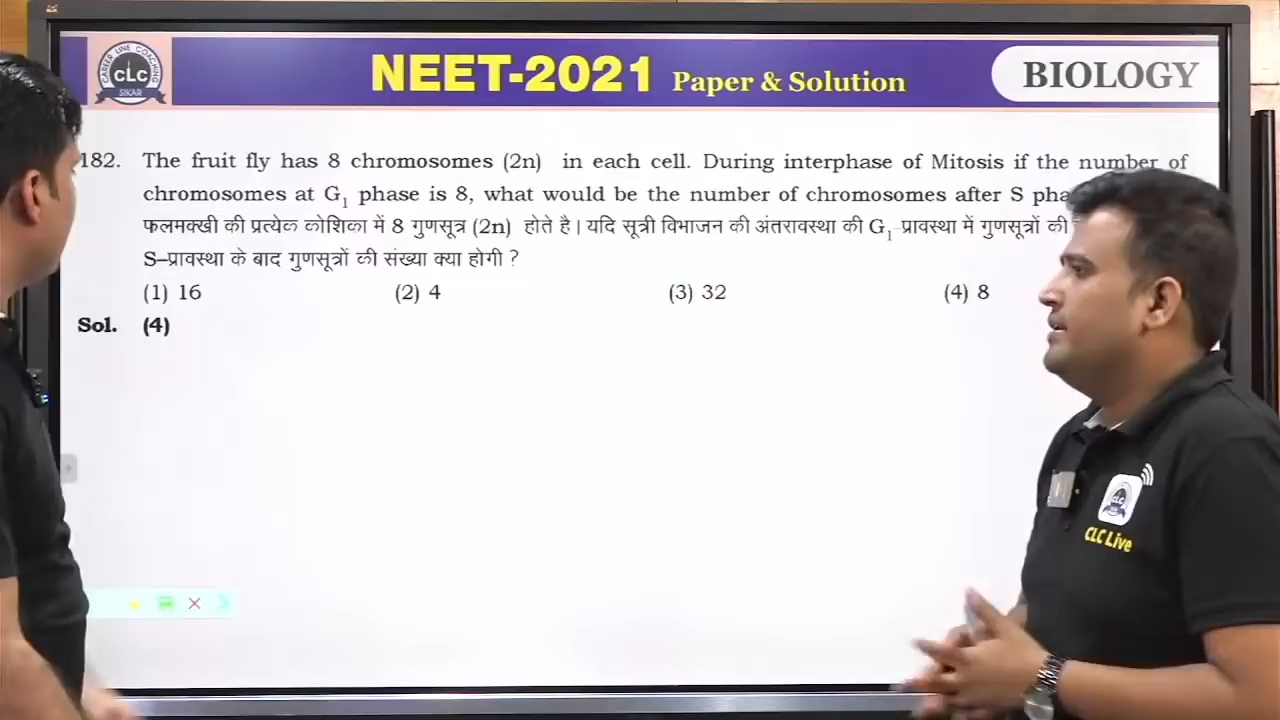 CAREER LINE COACHING
CLC
SIKAR
NEET-2021 Paper & Solution
BIOLOGY
182. The fruit fly has 8 chromosomes (2n) in each cell. During interphase of Mitosis if the number of
chromosomes at G₁ phase is 8, what would be the number of chromosomes after S
फलमक्खी की प्रत्येक कोशिका में 8 गुणसूत्र (2n) होते है। यदि सूत्री विभाजन की अंतरावस्था की G₁-प्रावस्था में गुणसूत्रों की
S–प्रावस्था के बाद गुणसूत्रों की संख्या क्या होगी ?
(1) 16 (2) 4 (3) 32 (4) 8
Sol. (4)
CLC
CLC Live